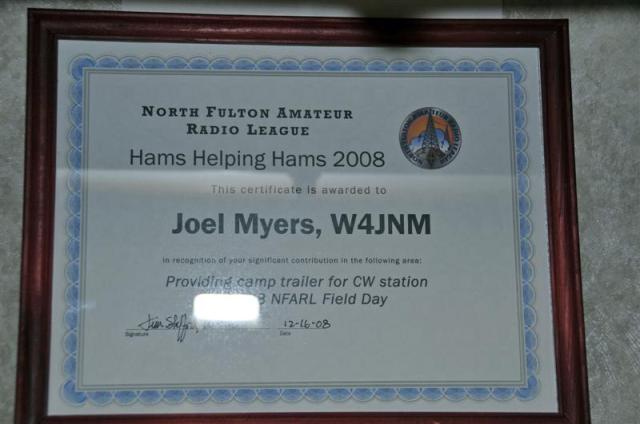 NORTH FULTON AMATEUR
RADIO LEAGUE
Hams Helping Hams 2008
This certificate is awarded to
Joel Myers, W4JNM
in recognition of your significant contribution in the following area:
Providing camp trailer for CW station
NFARL Field Day
12-16-08
Signature Date